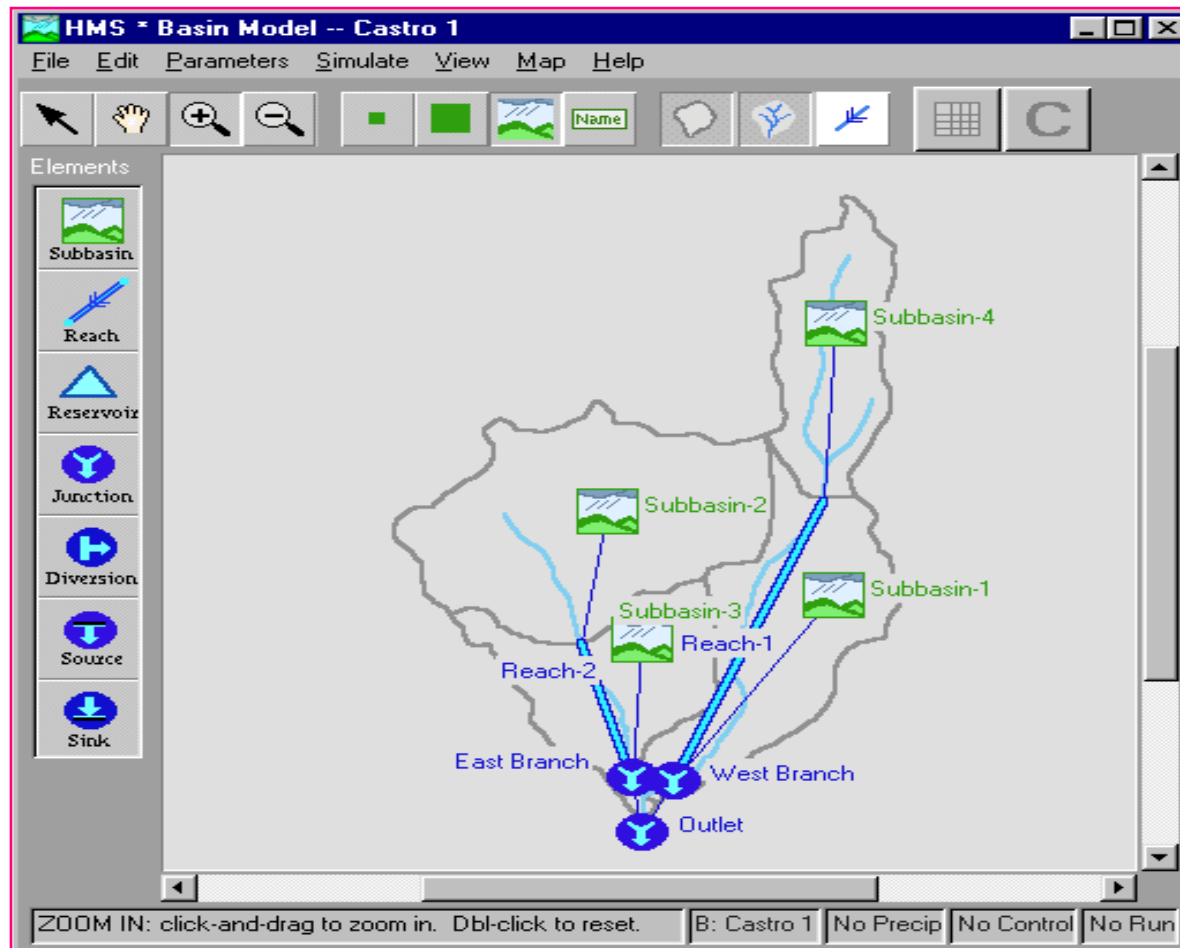 HMS * Basin Model -- Castro 1
File Edit Parameters Simulate View Map Help
Name
C
Elements
Subbasin
Reach
Reservoir
Junction
Diversion
Source
Sink
Subbasin-4
Subbasin-2
Subbasin-1
Subbasin-3
Reach-1
Reach-2
East Branch
West Branch
Outlet
ZOOM IN: click-and-drag to zoom in. Dbl-click to reset. B: Castro 1 No Precip No Control No Run